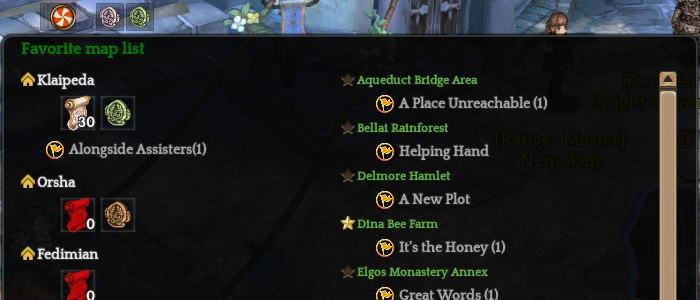 Favorite map list
Klaipeda
30
Alongside Assisters(1)
Orsha
0
Fedimian
0
Aqueduct Bridge Area
A Place Unreachable (1)
Bellai Rainforest
Helping Hand
Delmore Hamlet
A New Plot
Dina Bee Farm
It's the Honey (1)
Elgos Monastery Annex
Great Words (1)
[Ranger Master]
Nemoken